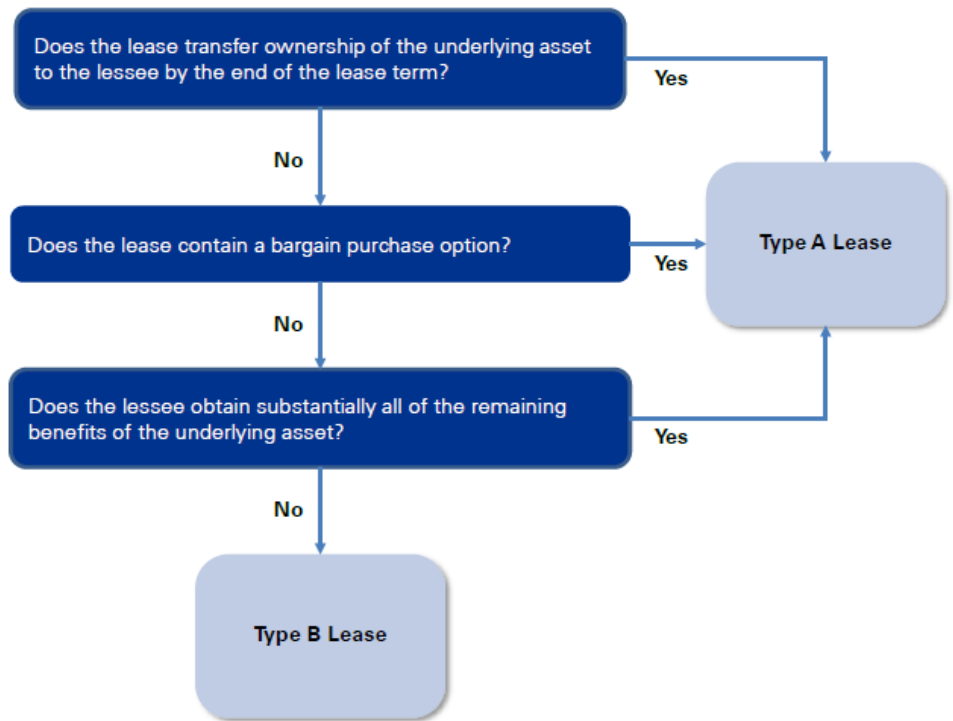 Does the lease transfer ownership of the underlying asset
to the lessee by the end of the lease term?
Yes
No
Does the lease contain a bargain purchase option?
Yes
Type A Lease
No
Does the lessee obtain substantially all of the remaining
benefits of the underlying asset?
Yes
No
Type B Lease